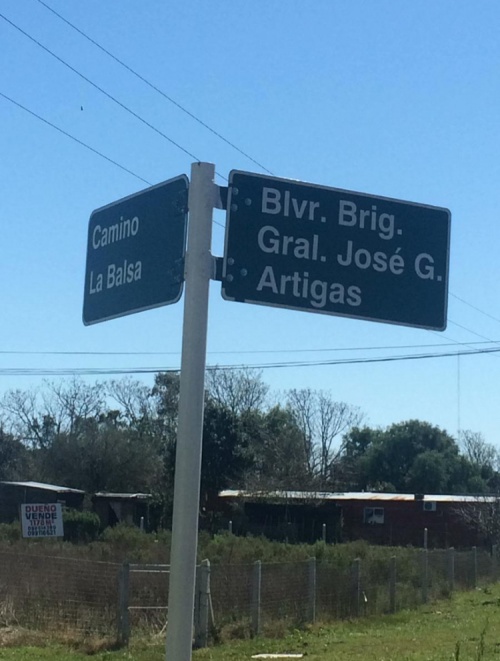 Camino
La Balsa
Blvr. Brig.
Gral. José G.
Artigas
DUEÑO
VENDE